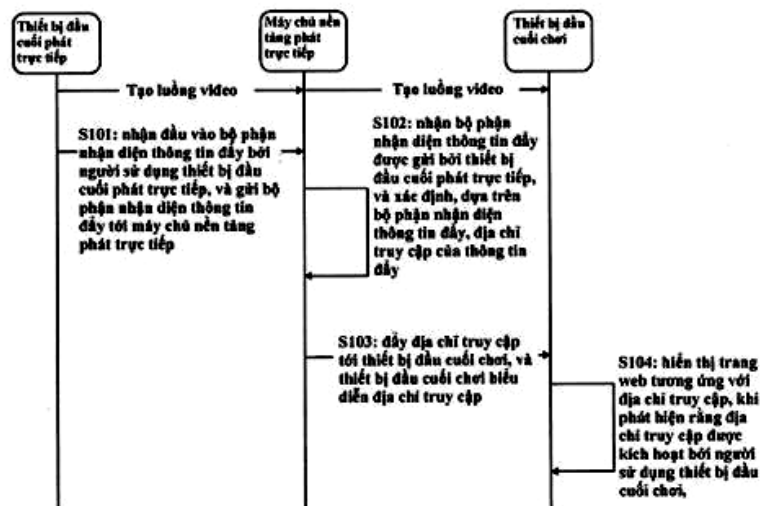 Thiết bị đầu
cuối phát
trực tiếp
Máy chủ nền
tảng phát
trực tiếp
Thiết bị đầu
cuối chơi
Tạo luồng video
Tạo luồng video
S101: nhận đầu vào bộ phận
nhận diện thông tin đẩy bởi
người sử dụng thiết bị đầu
cuối phát trực tiếp, và gửi bộ
phận nhận diện thông tin
đẩy tới máy chủ nền tảng
phát trực tiếp
S102: nhận bộ phận
nhận diện thông tin đẩy
được gửi bởi thiết bị
đầu cuối phát trực tiếp,
và xác định, dựa trên
bộ phận nhận diện
thông tin đẩy, địa chỉ
truy cập của thông tin
đẩy
S103: đẩy địa chỉ truy cập
tới thiết bị đầu cuối chơi, và
thiết bị đầu cuối chơi biểu
diễn địa chỉ truy cập
S104: hiển thị trang
web tương ứng với
địa chỉ truy cập, khi
phát hiện rằng địa
chỉ truy cập được
kích hoạt bởi người
sử dụng thiết bị đầu
cuối chơi,